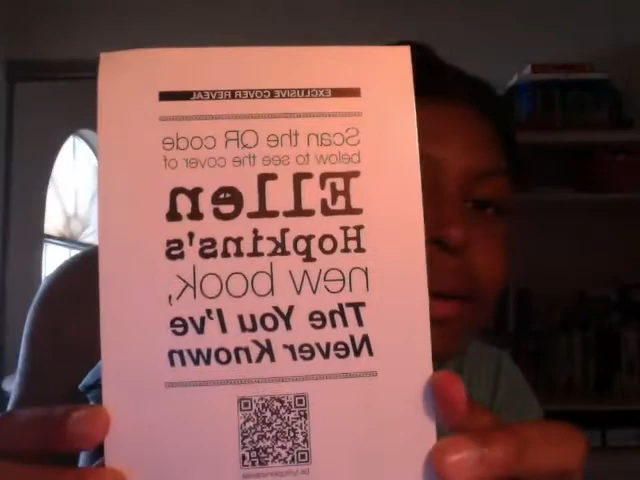 EXCLUSIVE COVER REVEAL
Scan the QR code
below to see the cover of
Ellen
Hopkins's
new book,
The You I've
Never Known